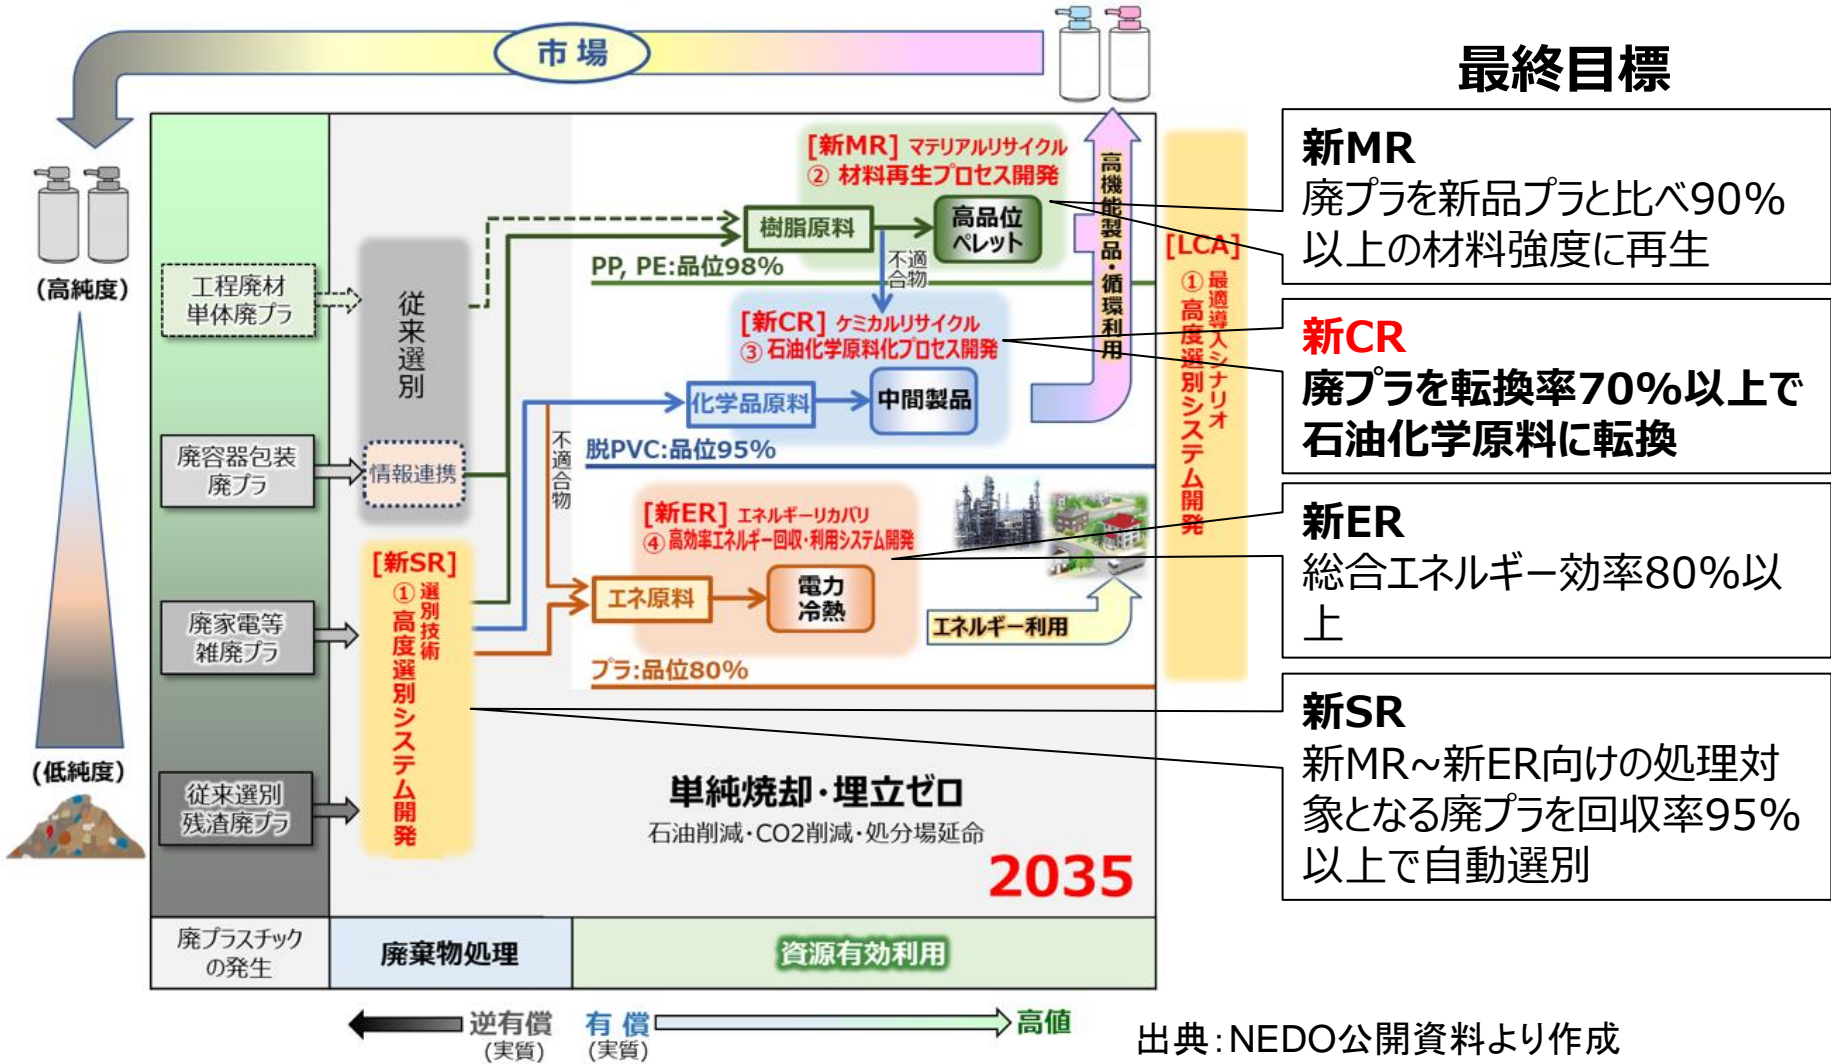 市場
最終目標
(高純度)
(低純度)
工程廃材
単体廃プラ
廃容器包装
廃プラ
廃家電等
雑廃プラ
従来選別
残渣廃プラ
従来選別
情報連携
[新SR]
選別技術
①高度選別システム開発
[新MR] マテリアルリサイクル
② 材料再生プロセス開発
樹脂原料
高品位
ペレット
PP, PE:品位98%
不適合物
[新CR] ケミカルリサイクル
③ 石油化学原料化プロセス開発
化学品原料
中間製品
脱PVC:品位95%
不適合物
[新ER] エネルギーリカバリ
④ 高効率エネルギー回収・利用システム開発
エネ原料
電力
冷熱
プラ:品位80%
エネルギー利用
高機能製品・循環利用
[LCA]
最適導入シナリオ
①高度選別システム開発
単純焼却・埋立ゼロ
石油削減・CO2削減・処分場延命
2035
廃プラスチック
の発生
廃棄物処理
資源有効利用
逆有償
(実質)
有 償
(実質)
高値
新MR
廃プラを新品プラと比べ90%
以上の材料強度に再生
新CR
廃プラを転換率70%以上で
石油化学原料に転換
新ER
総合エネルギー効率80%以
上
新SR
新MR~新ER向けの処理対
象となる廃プラを回収率95%
以上で自動選別
出典:NEDO公開資料より作成